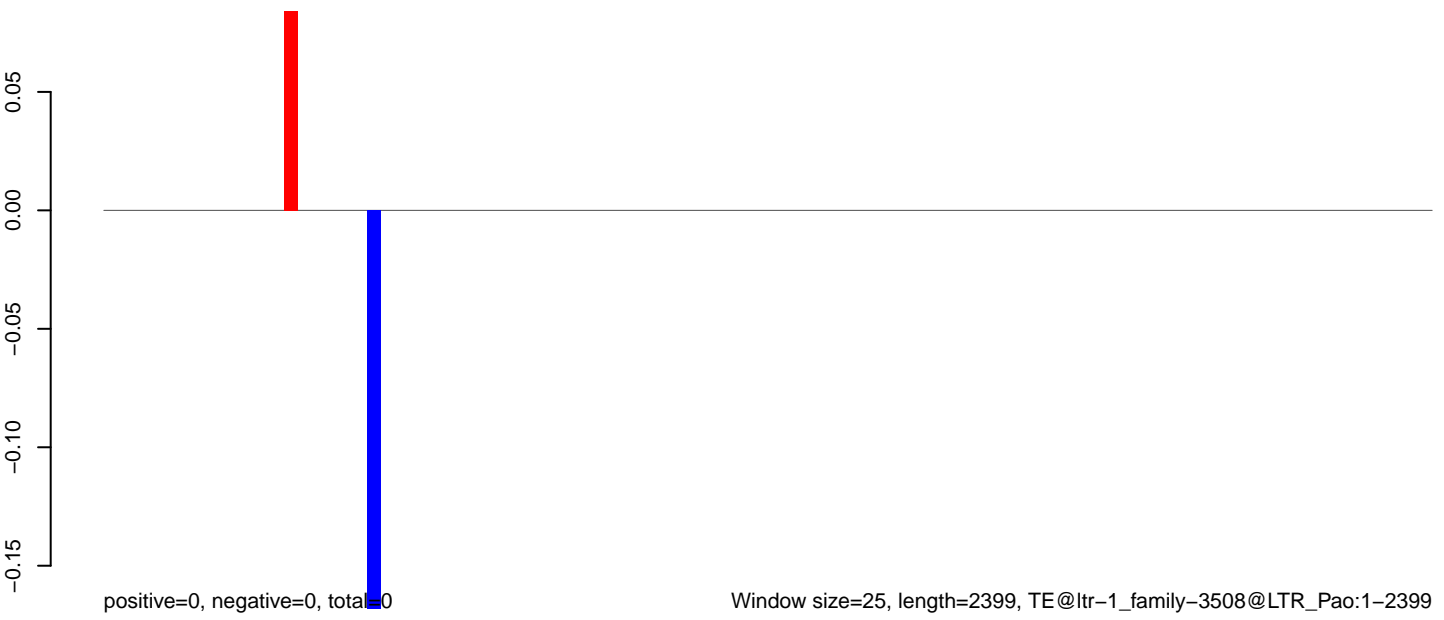 0.05
0.00
−0.05
−0.10
−0.15
positive=0, negative=0, total=0
Window size=25, length=2399, TE@ltr−1_family−3508@LTR_Pao:1−2399